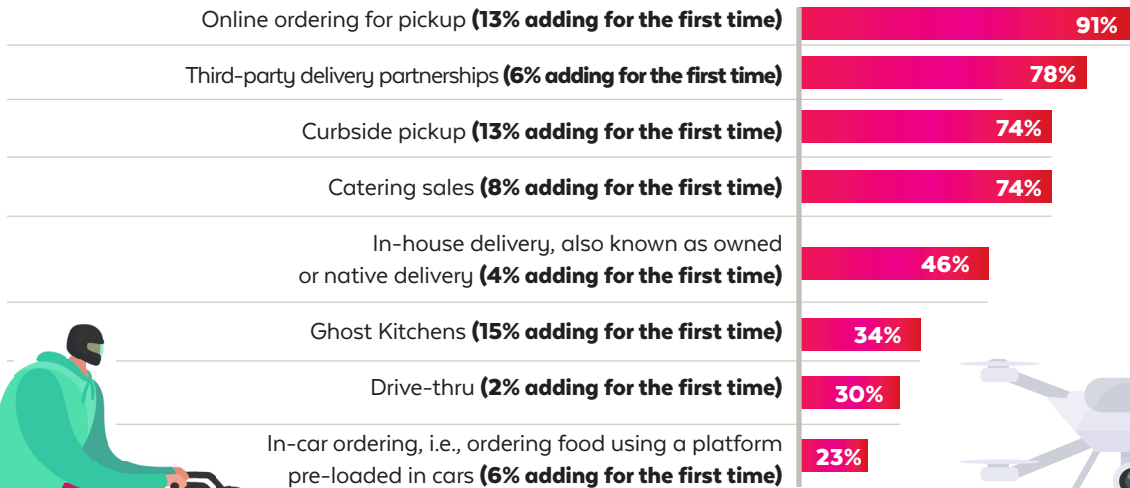 Online ordering for pickup (13% adding for the first time) 91%
Third-party delivery partnerships (6% adding for the first time) 78%
Curbside pickup (13% adding for the first time) 74%
Catering sales (8% adding for the first time) 74%
In-house delivery, also known as owned
or native delivery (4% adding for the first time) 46%
Ghost Kitchens (15% adding for the first time) 34%
Drive-thru (2% adding for the first time) 30%
In-car ordering, i.e., ordering food using a platform
pre-loaded in cars (6% adding for the first time) 23%